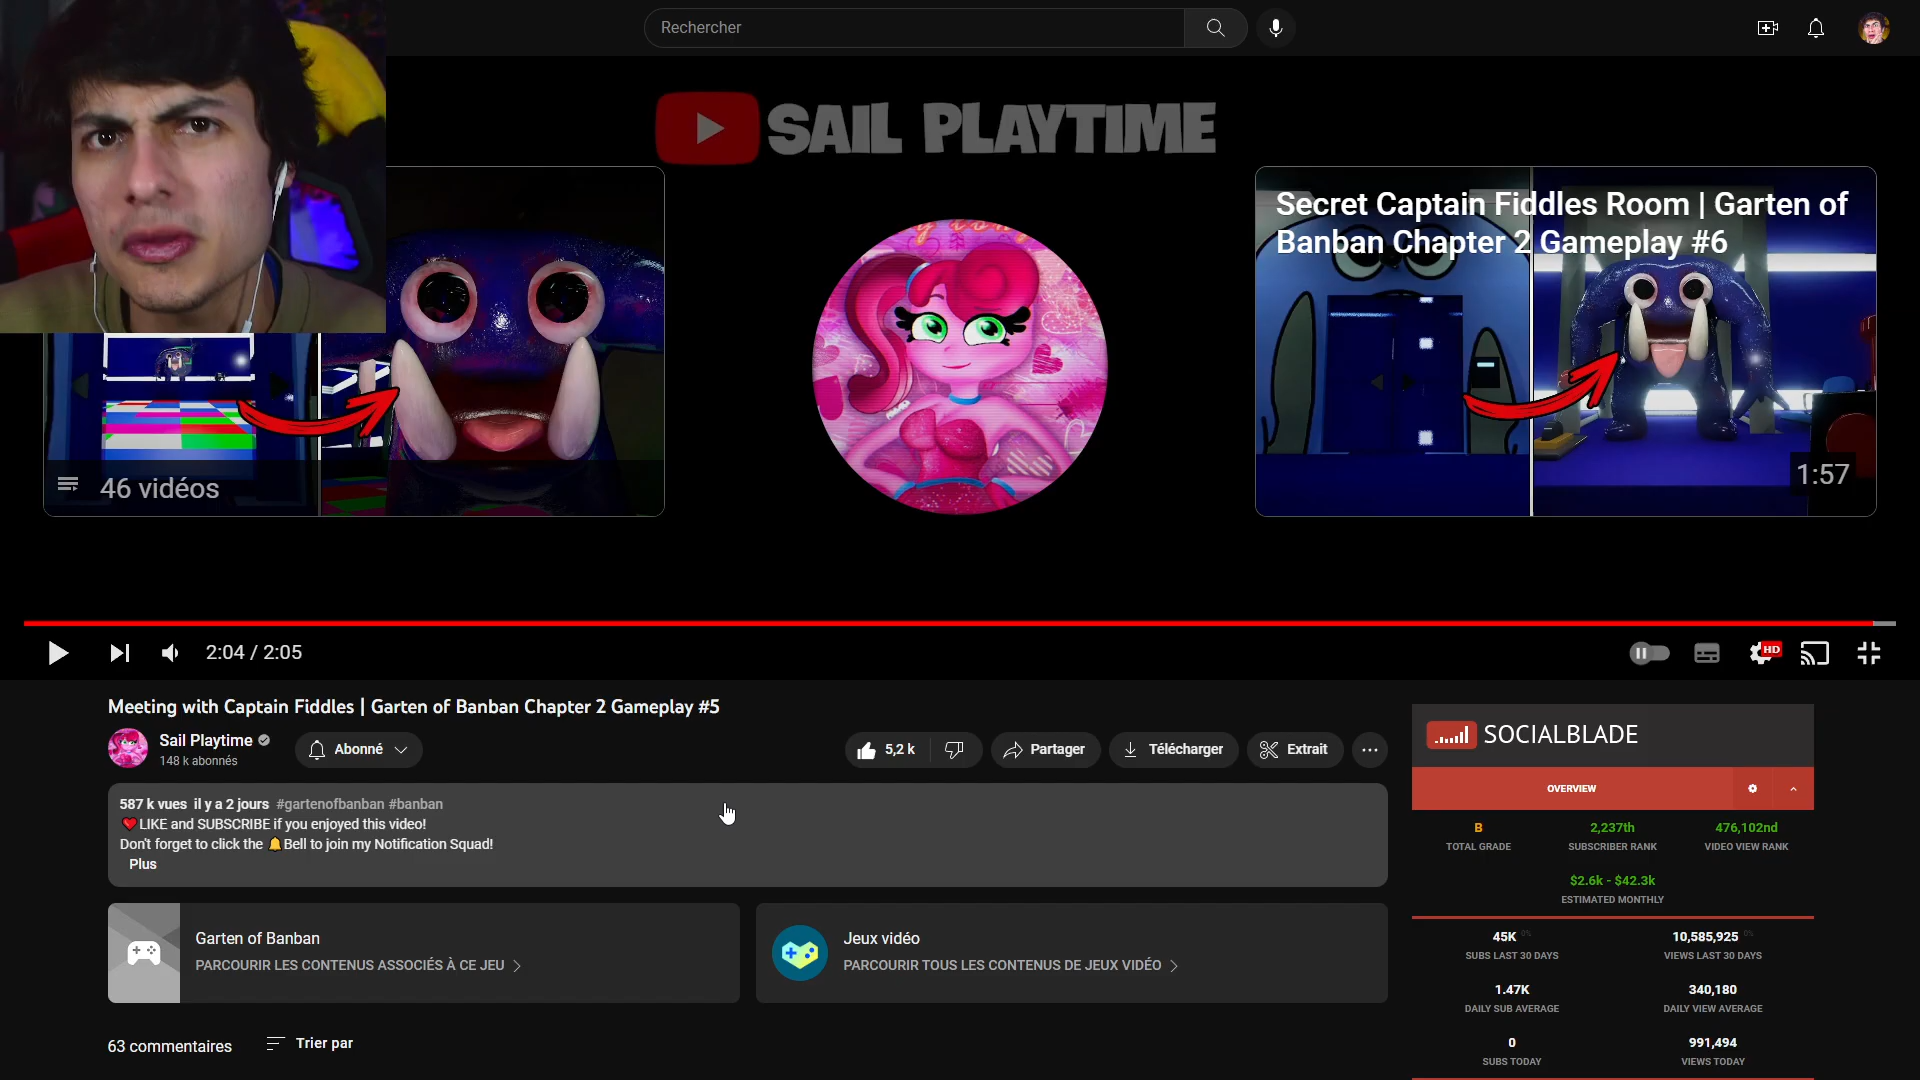 Rechercher
SAIL PLAYTIME
46 vidéos
Secret Captain Fiddles Room | Garten of
Banban Chapter 2 Gameplay #6
1:57
2:04 / 2:05
HD
Meeting with Captain Fiddles | Garten of Banban Chapter 2 Gameplay #5
Sail Playtime
148 k abonnés
Abonné
5,2 k
Partager
Télécharger
Extrait
587 k vues il y a 2 jours #gartenofbanban #banban
LIKE and SUBSCRIBE if you enjoyed this video!
Don't forget to click the Bell to join my Notification Squad!
Plus
Garten of Banban
PARCOURIR LES CONTENUS ASSOCIÉS À CE JEU
Jeux vidéo
PARCOURIR TOUS LES CONTENUS DE JEUX VIDÉO
63 commentaires
Trier par
SOCIALBLADE
OVERVIEW
B
TOTAL GRADE
2,237th
SUBSCRIBER RANK
476,102nd
VIDEO VIEW RANK
$2.6k - $42.3k
ESTIMATED MONTHLY
45K 0%
SUBS LAST 30 DAYS
10,585,925 0%
VIEWS LAST 30 DAYS
1.47K
DAILY SUB AVERAGE
340,180
DAILY VIEW AVERAGE
0
SUBS TODAY
991,494
VIEWS TODAY